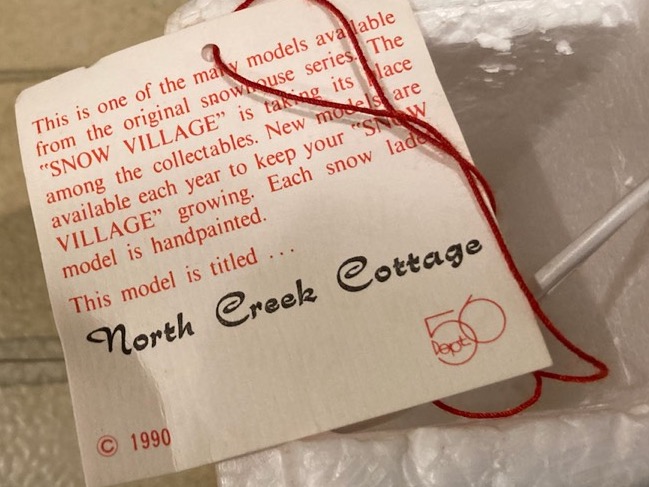 This is one of the many models available
from the original snowhouse series. The
"SNOW VILLAGE" is taking its place
among the collectables. New models are
available each year to keep your "SNOW
VILLAGE" growing. Each snow lade
model is handpainted.
This model is titled ...
North Creek Cottage
Dept. 56
© 1990